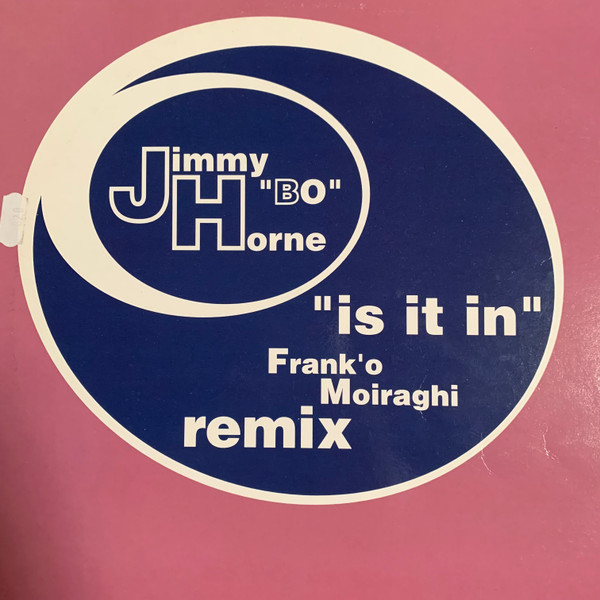 Jimmy
"BO"
Horne
"is it in"
Frank'o
Moiraghi
remix